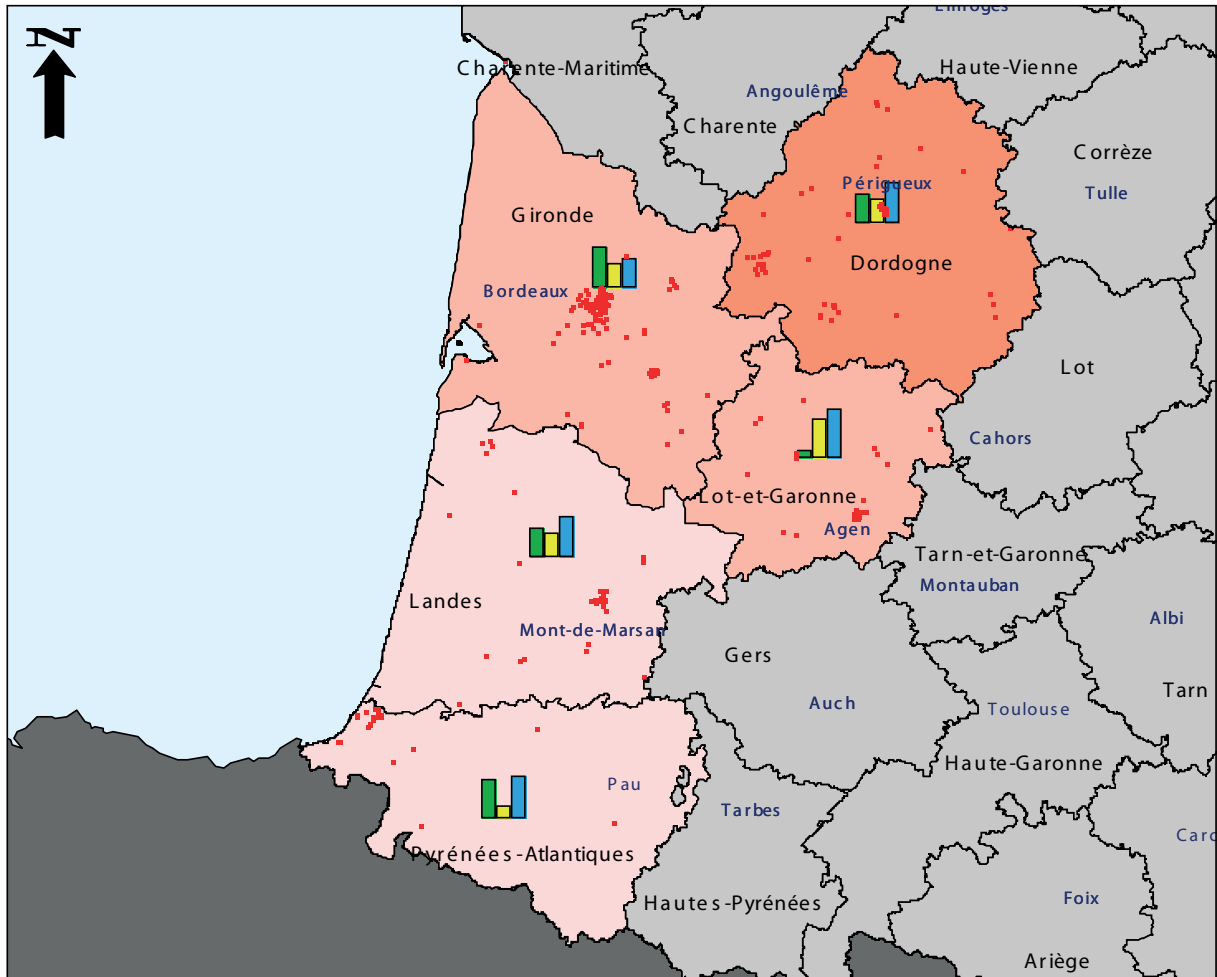 Limoges
N
Charente-Maritime
Haute-Vienne
Angoulême
Charente
Corrèze
Périgueux
Tulle
Gironde
Dordogne
Bordeaux
Lot
Cahors
Lot-et-Garonne
Agen
Tarn-et-Garonne
Montauban
Landes
Mont-de-Marsan
Albi
Gers
Tarn
Auch
Toulouse
Haute-Garonne
Pau
Tarbes
Carc
Pyrénées-Atlantiques
Foix
Hautes-Pyrénées
Ariège